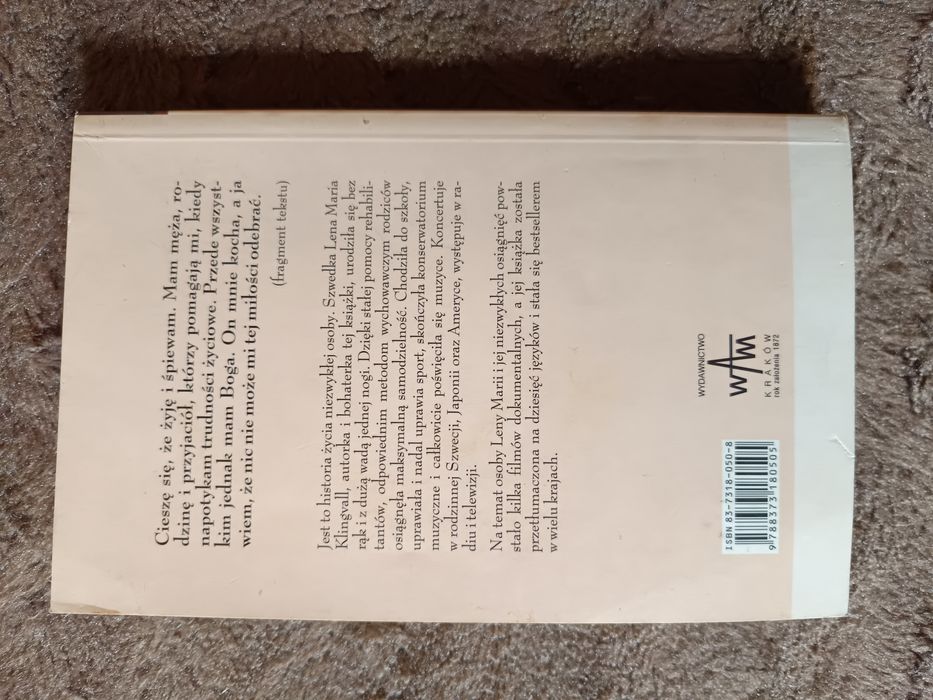 Cieszę się, że żyję i śpiewam. Mam męża, ro-
dzinę i przyjaciół, którzy pomagają mi, kiedy
napotykam trudności życiowe. Przede wszyst-
kim jednak mam Boga. On mnie kocha, a ja
wiem, że nic nie może mi tej miłości odebrać.
(fragment tekstu)
Jest to historia życia niezwykłej osoby. Szwedka Lena Maria
Klingvall, autorka i bohaterka tej książki, urodziła się bez
rąk i z dużą wadą jednej nogi. Dzięki stałej pomocy rehabili-
tantów, odpowiednim metodom wychowawczym rodziców
osiągnęła maksymalną samodzielność. Chodziła do szkoły,
uprawiała i nadal uprawia sport, skończyła konserwatorium
muzyczne i całkowicie poświęciła się muzyce. Koncertuje
w rodzinnej Szwecji, Japonii oraz Ameryce, występuje w ra-
diu i telewizji.
Na temat osoby Leny Marii i jej niezwykłych osiągnięć pow-
stało kilka filmów dokumentalnych, a jej książka została
przetłumaczona na dziesięć języków i stała się bestsellerem
w wielu krajach.
ISBN 83-7318-050-8
9 788373 180505
WYDAWNICTWO
WAM
KRAKÓW
rok założenia 1872